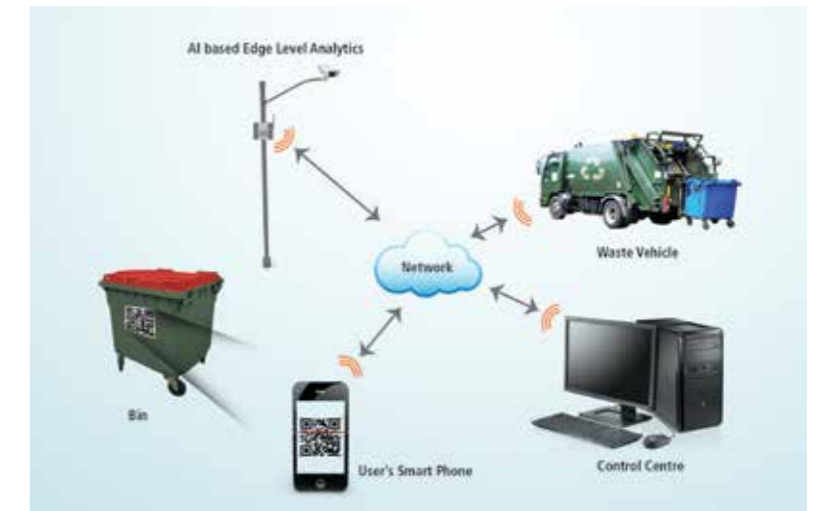 AI based Edge Level Analytics
Waste Vehicle
Network
Bin
User's Smart Phone
Control Centre